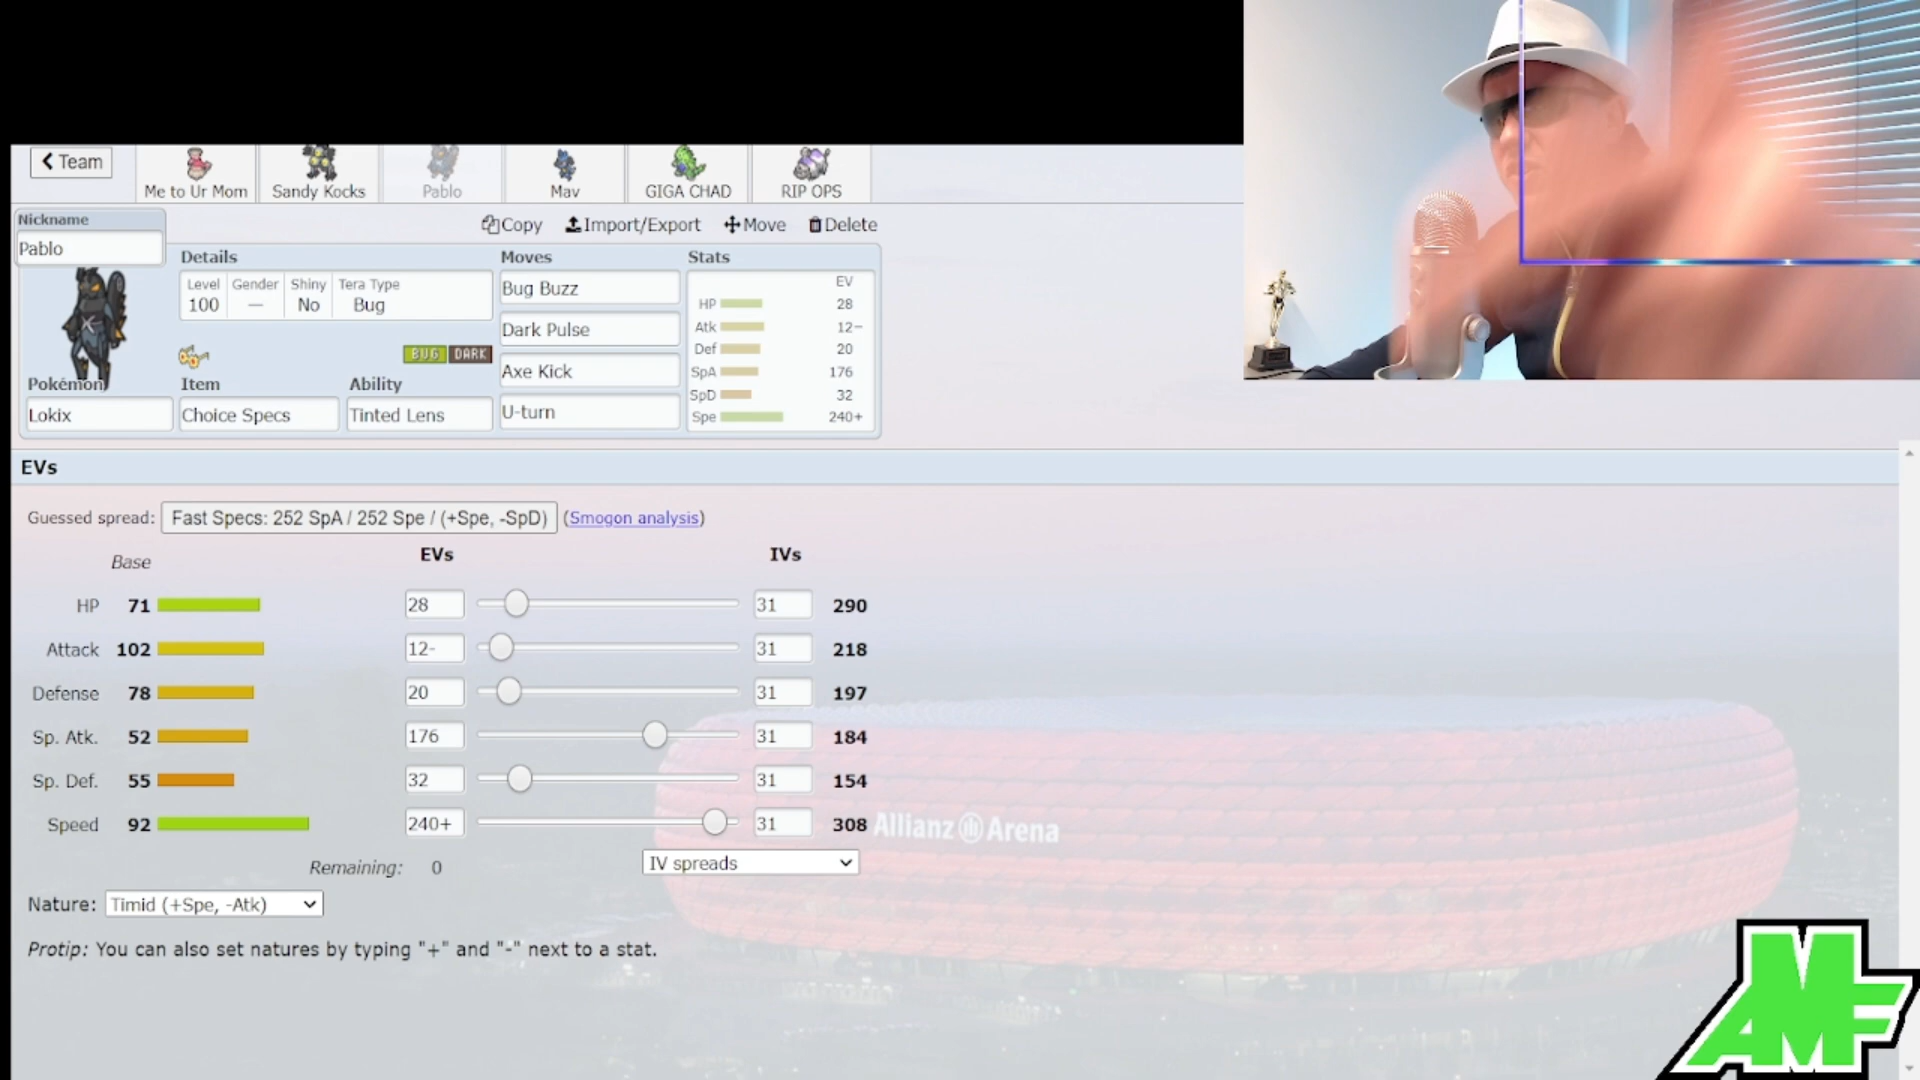 Team
Me to Ur Mom
Sandy Kocks
Pablo
Mav
GIGA CHAD
RIP OPS
Nickname
Pablo
Copy Import/Export Move Delete
Details
Level Gender Shiny Tera Type
100 — No Bug
BUG DARK
Pokémon Item Ability
Lokix Choice Specs Tinted Lens
Moves
Bug Buzz
Dark Pulse
Axe Kick
U-turn
Stats
EV
HP 28
Atk 12−
Def 20
SpA 176
SpD 32
Spe 240+
EVs
Guessed spread: Fast Specs: 252 SpA / 252 Spe / (+Spe, -SpD) (Smogon analysis)
Base EVs IVs
HP 71 28 31 290
Attack 102 12- 31 218
Defense 78 20 31 197
Sp. Atk. 52 176 31 184
Sp. Def. 55 32 31 154
Speed 92 240+ 31 308
Allianz Arena
Remaining: 0 IV spreads
Nature: Timid (+Spe, -Atk)
Protip: You can also set natures by typing "+" and "-" next to a stat.
AMF